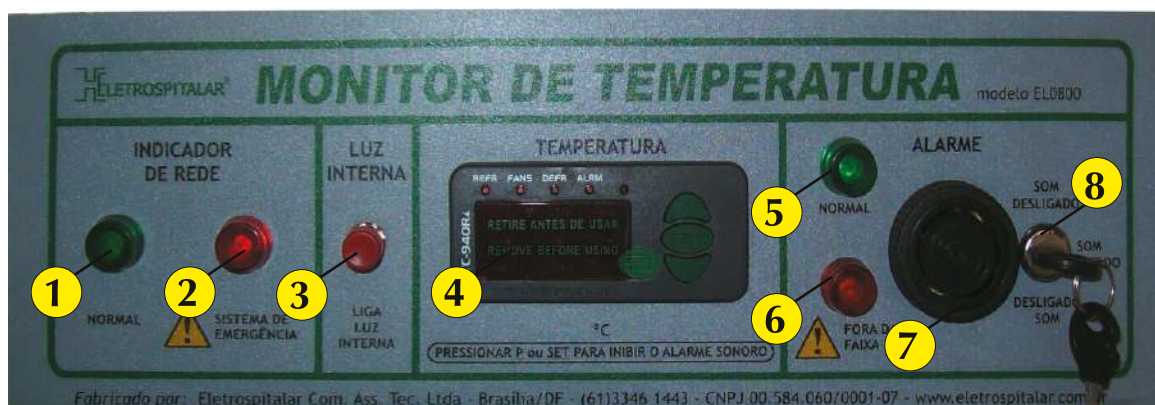 ELETROSPITALAR®
MONITOR DE TEMPERATURA
modelo EL0800
INDICADOR
DE REDE
1
NORMAL
2
SISTEMA DE
EMERGÊNCIA
LUZ
INTERNA
3
LIGA
LUZ
INTERNA
TEMPERATURA
REFR FANS DEFR ALRM
RETIRE ANTES DE USAR
REMOVE BEFORE USING
4
ºC
PRESSIONAR P ou SET PARA INIBIR O ALARME SONORO
ALARME
5
NORMAL
6
FORA
FAIXA
7
SOM
DESLIGADO
8
SOM
DESLIGADO
SOM
Fabricado por: Eletrospitalar Com. Ass. Tec. Ltda - Brasília/DF - (61)3346 1443 - CNPJ 00.584.060/0001-07 - www.eletrospitalar.com